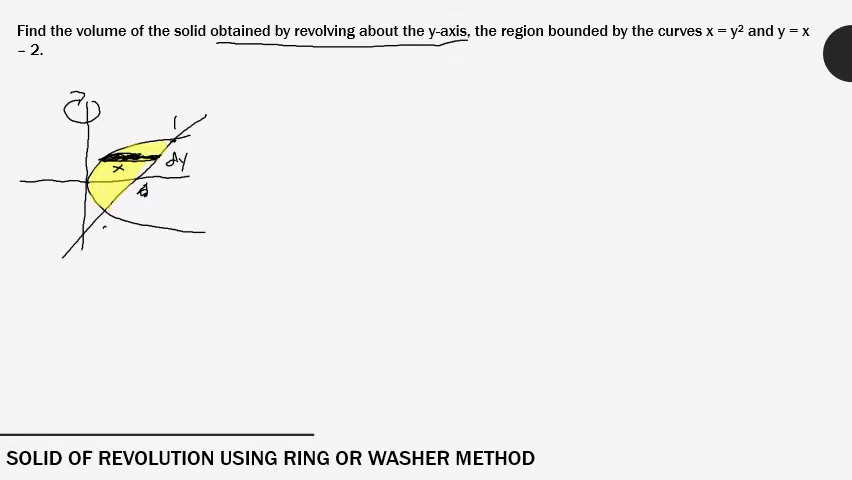 Find the volume of the solid obtained by revolving about the y-axis, the region bounded by the curves x = y² and y = x
– 2.
dy
x
SOLID OF REVOLUTION USING RING OR WASHER METHOD